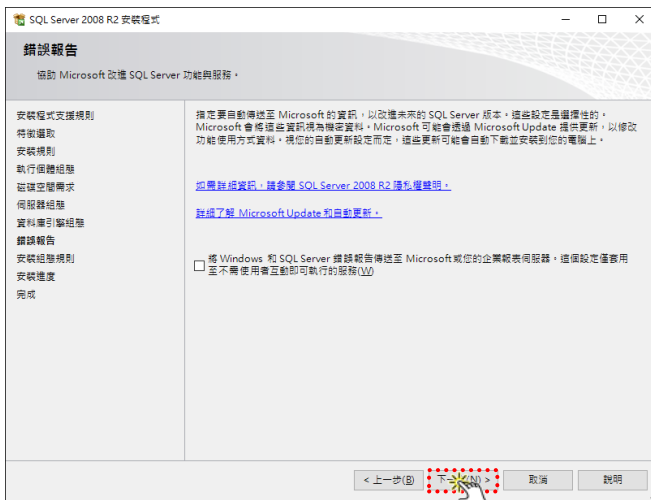 SQL Server 2008 R2 安裝程式
錯誤報告
協助 Microsoft 改進 SQL Server 功能與服務。
安裝程式支援規則
特徵選取
安裝規則
執行個體組態
磁碟空間需求
伺服器組態
資料庫引擎組態
錯誤報告
安裝組態規則
安裝進度
完成
指定要自動傳送至 Microsoft 的資訊，以改進未來的 SQL Server 版本。這些設定是選擇性的。
Microsoft 會將這些資訊視為機密資料。Microsoft 可能會透過 Microsoft Update 提供更新，以修改
功能使用方式資料。視您的自動更新設定而定，這些更新可能會自動下載並安裝到您的電腦上。
如需詳細資訊，請參閱 SQL Server 2008 R2 隱私權聲明。
詳細了解 Microsoft Update 和自動更新。
將 Windows 和 SQL Server 錯誤報告傳送至 Microsoft 或您的企業報表伺服器。這個設定僅套用
至不需使用者互動即可執行的服務(W)
< 上一步(B)
下一步(N) >
取消
說明